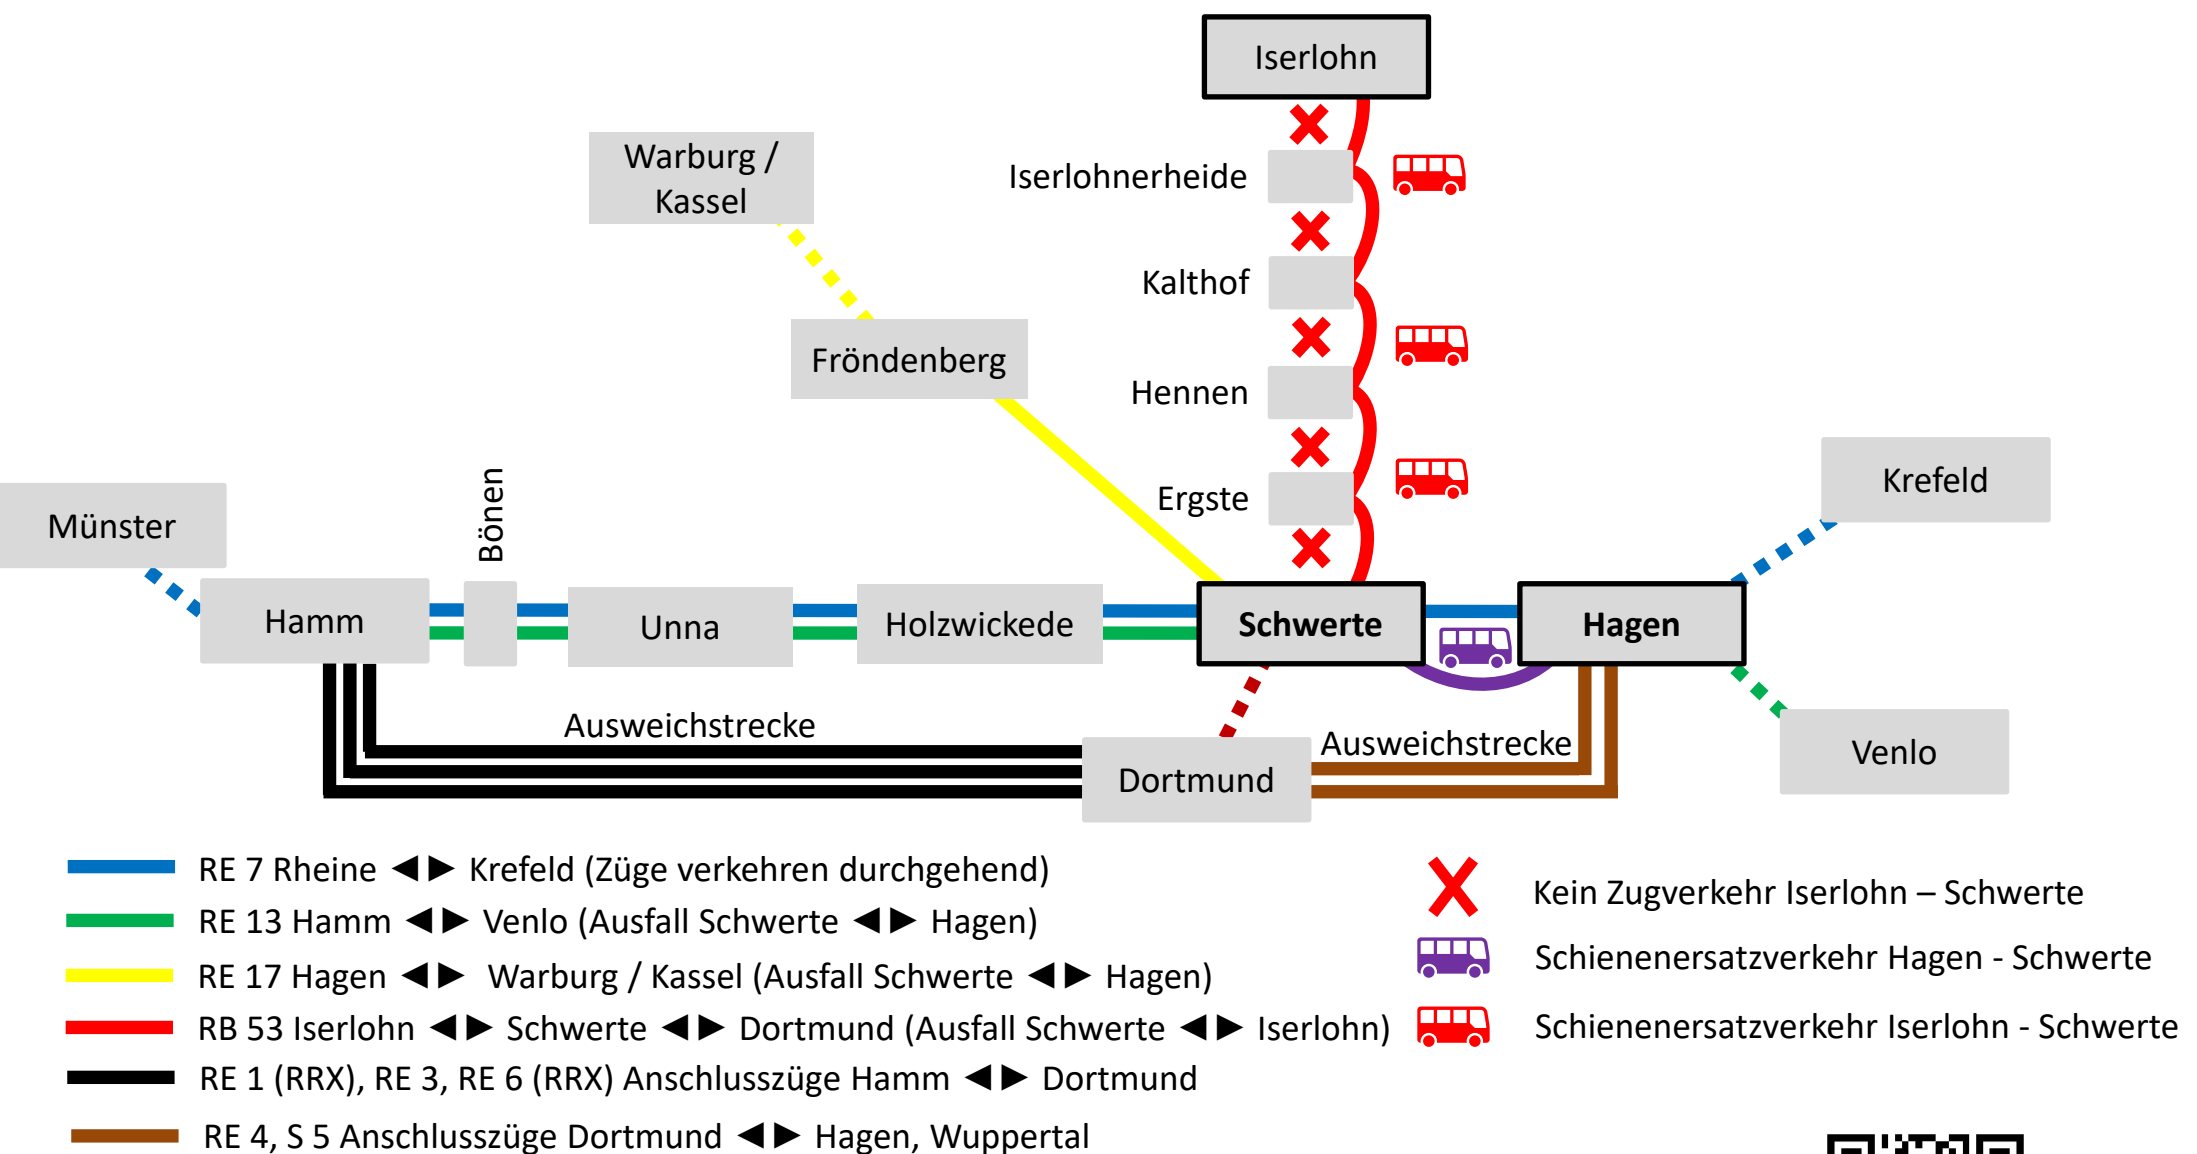 Iserlohn
Warburg /
Kassel
Iserlohnerheide
Kalthof
Fröndenberg
Hennen
Krefeld
Ergste
Münster
Bönen
Hamm
Unna
Holzwickede
Schwerte
Hagen
Ausweichstrecke
Ausweichstrecke
Venlo
Dortmund
RE 7 Rheine ◄► Krefeld (Züge verkehren durchgehend)
RE 13 Hamm ◄► Venlo (Ausfall Schwerte ◄► Hagen)
RE 17 Hagen ◄► Warburg / Kassel (Ausfall Schwerte ◄► Hagen)
RB 53 Iserlohn ◄► Schwerte ◄► Dortmund (Ausfall Schwerte ◄► Iserlohn)
RE 1 (RRX), RE 3, RE 6 (RRX) Anschlusszüge Hamm ◄► Dortmund
RE 4, S 5 Anschlusszüge Dortmund ◄► Hagen, Wuppertal
Kein Zugverkehr Iserlohn – Schwerte
Schienenersatzverkehr Hagen - Schwerte
Schienenersatzverkehr Iserlohn - Schwerte